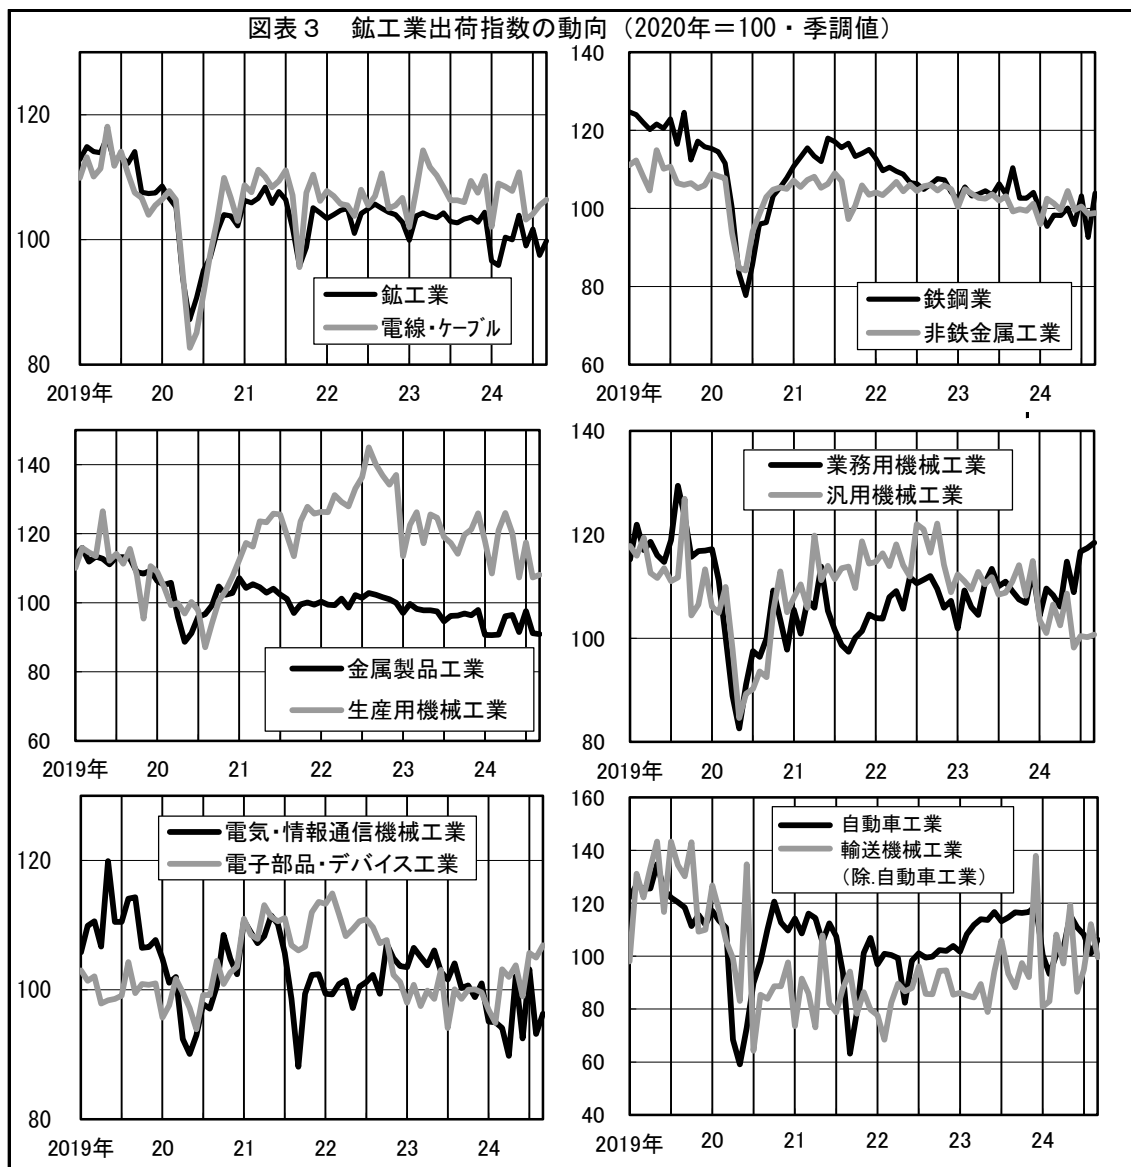 図表３　鉱工業出荷指数の動向（2020年＝100・季調値）
120
100
80
鉱工業
電線・ｹｰﾌﾞﾙ
2019年 20 21 22 23 24
140
120
100
80
60
鉄鋼業
非鉄金属工業
2019年 20 21 22 23 24
140
120
100
80
60
金属製品工業
生産用機械工業
2019年 20 21 22 23 24
140
120
100
80
業務用機械工業
汎用機械工業
2019年 20 21 22 23 24
120
100
80
電気・情報通信機械工業
電子部品・デバイス工業
2019年 20 21 22 23 24
160
140
120
100
80
60
40
自動車工業
輸送機械工業
（除.自動車工業）
2019年 20 21 22 23 24